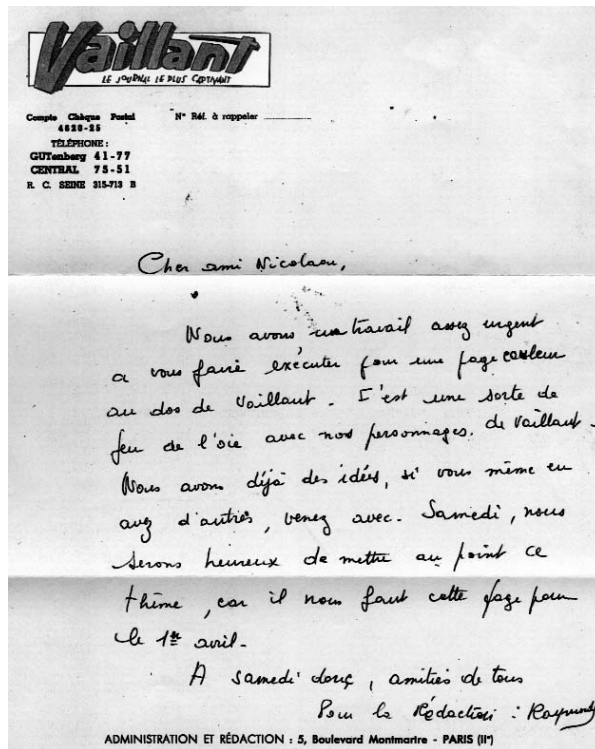 Vaillant
LE JOURNAL LE PLUS CAPTIVANT
Compte Chèque Postal
4620-25
N° Réf. à rappeler
TÉLÉPHONE :
GUTenberg 41-77
CENTRAL 75-51
R. C. SEINE 315-713 B
Cher ami Nicolaou,
Nous avons un travail assez urgent
a vous faire exécuter pour une page couleur
au dos de Vaillant. C'est une sorte de
jeu de l'oie avec nos personnages. de Vaillant.
Nous avons déjà des idées, si vous même en
avez d'autres, venez avec. Samedi, nous
serons heureux de mettre au point ce
thème, car il nous faut cette page pour
le 1er avril.
A samedi donc, amitiés de tous
Pour la Rédaction : Raymond
ADMINISTRATION ET RÉDACTION : 5, Boulevard Montmartre - PARIS (II°)